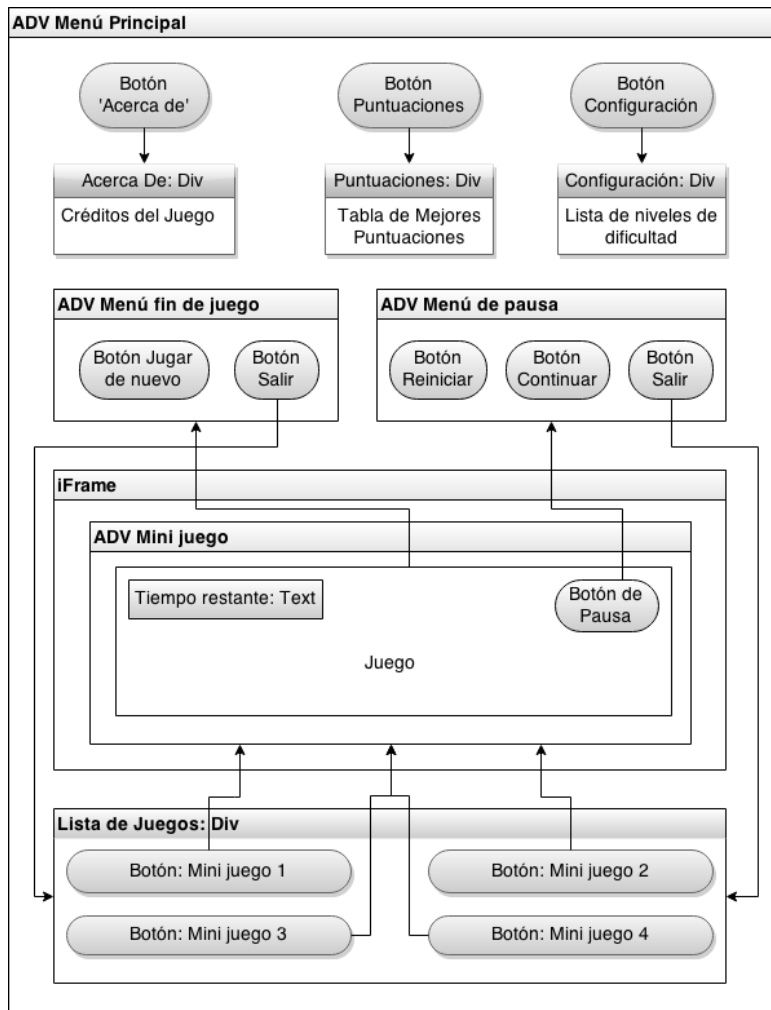 ADV Menú Principal
Botón
'Acerca de'
Botón
Puntuaciones
Botón
Configuración
Acerca De: Div
Créditos del Juego
Puntuaciones: Div
Tabla de Mejores
Puntuaciones
Configuración: Div
Lista de niveles de
dificultad
ADV Menú fin de juego
Botón Jugar
de nuevo
Botón
Salir
ADV Menú de pausa
Botón
Reiniciar
Botón
Continuar
Botón
Salir
iFrame
ADV Mini juego
Tiempo restante: Text
Botón de
Pausa
Juego
Lista de Juegos: Div
Botón: Mini juego 1
Botón: Mini juego 2
Botón: Mini juego 3
Botón: Mini juego 4